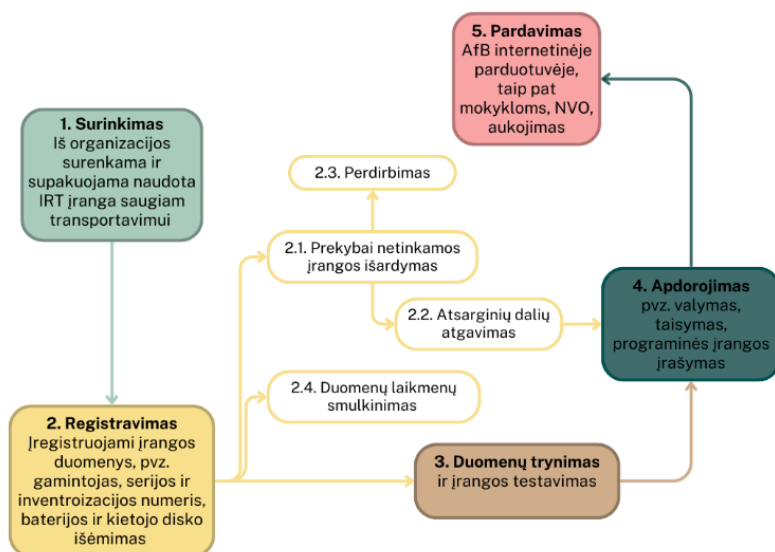 1. Surinkimas
Iš organizacijos
surenkama ir
supakuojama naudota
IRT įranga saugiam
transportavimui
2. Registravimas
Įregistruojami įrangos
duomenys, pvz.
gamintojas, serijos ir
inventroizacijos numeris,
baterijos ir kietojo disko
išėmimas
2.3. Perdirbimas
2.1. Prekybai netinkamos
įrangos išardymas
2.2. Atsarginių dalių
atgavimas
2.4. Duomenų laikmenų
smulkinimas
3. Duomenų trynimas
ir įrangos testavimas
4. Apdorojimas
pvz. valymas,
taisymas,
programinės įrangos
įrašymas
5. Pardavimas
AfB internetinėje
parduotuvėje,
taip pat
mokykloms, NVO,
aukojimas